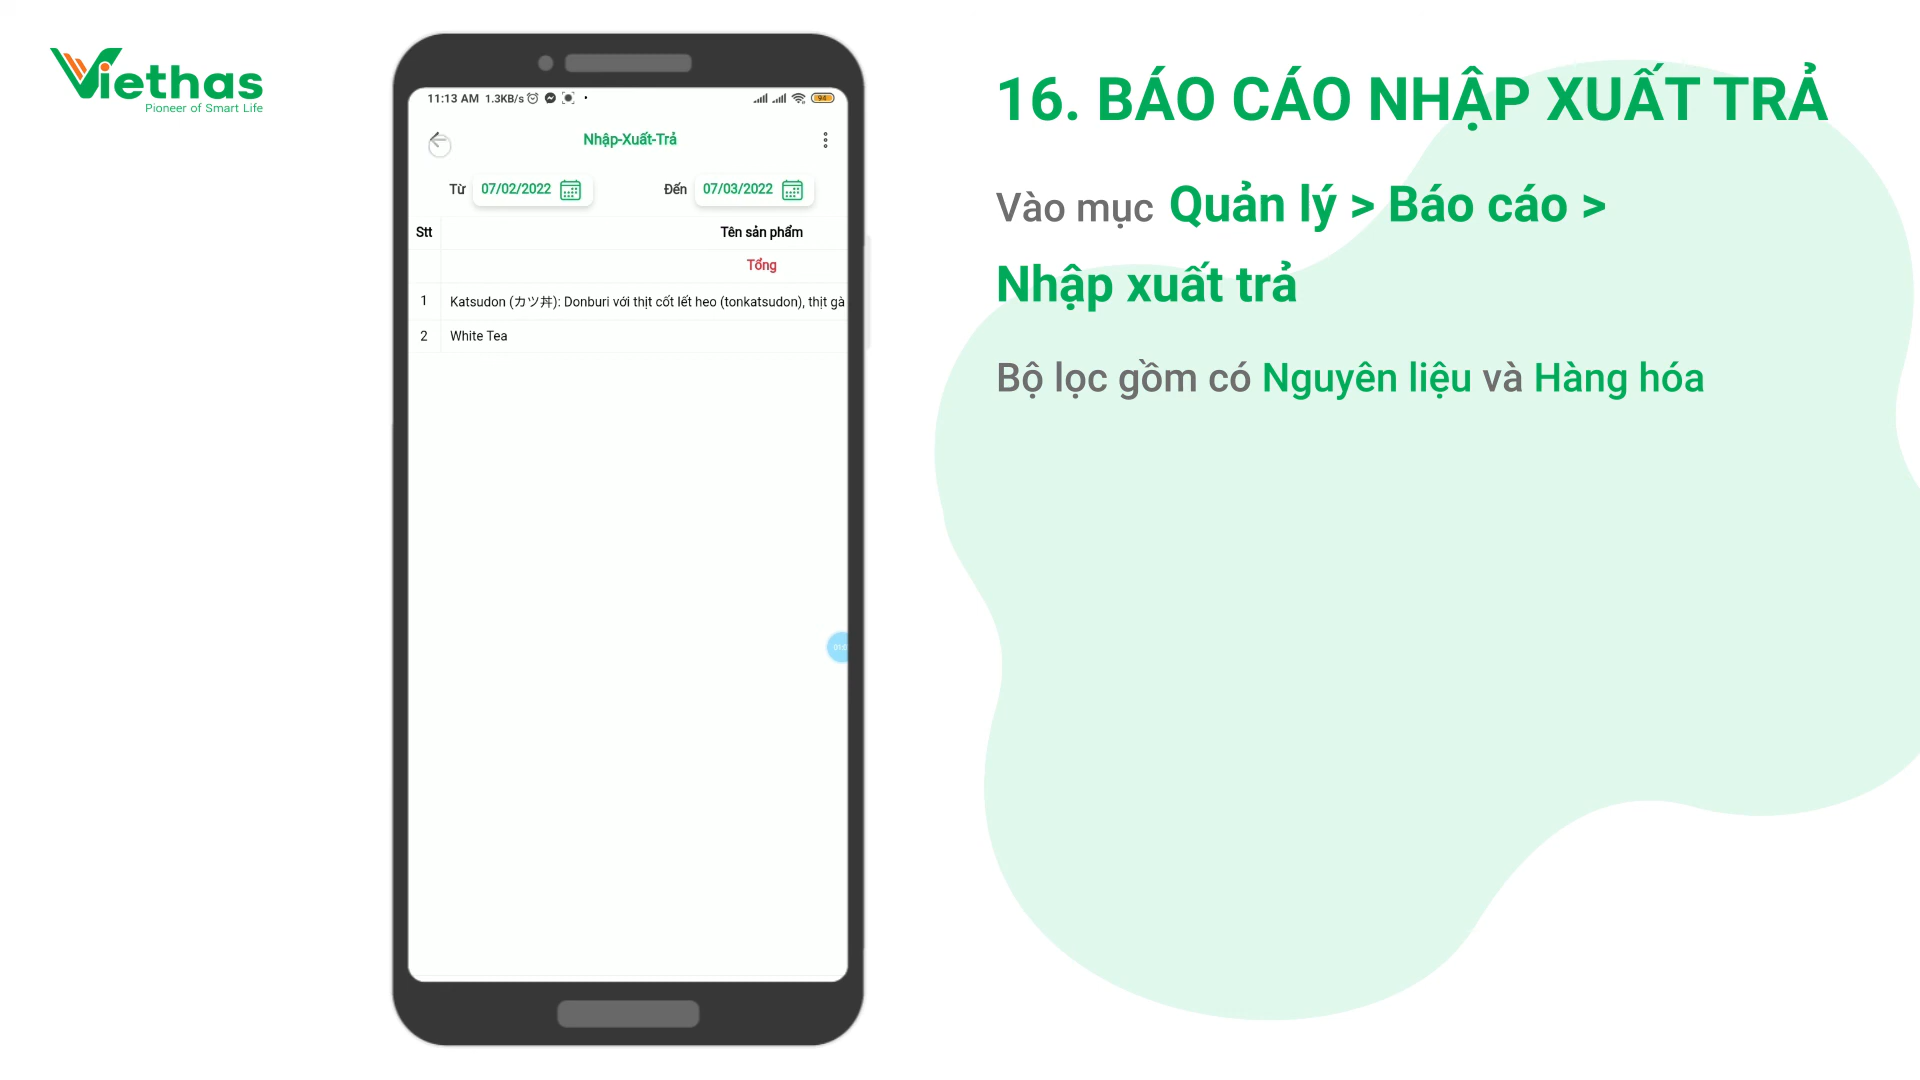 Viethas
Pioneer of Smart Life
11:13 AM 1.3KB/s
94
Nhập-Xuất-Trả
Từ 07/02/2022 Đến 07/03/2022
Stt Tên sản phẩm
Tổng
1 Katsudon (カツ丼): Donburi với thịt cốt lết heo (tonkatsudon), thịt gà
2 White Tea
16. BÁO CÁO NHẬP XUẤT TRẢ
Vào mục Quản lý > Báo cáo >
Nhập xuất trả
Bộ lọc gồm có Nguyên liệu và Hàng hóa